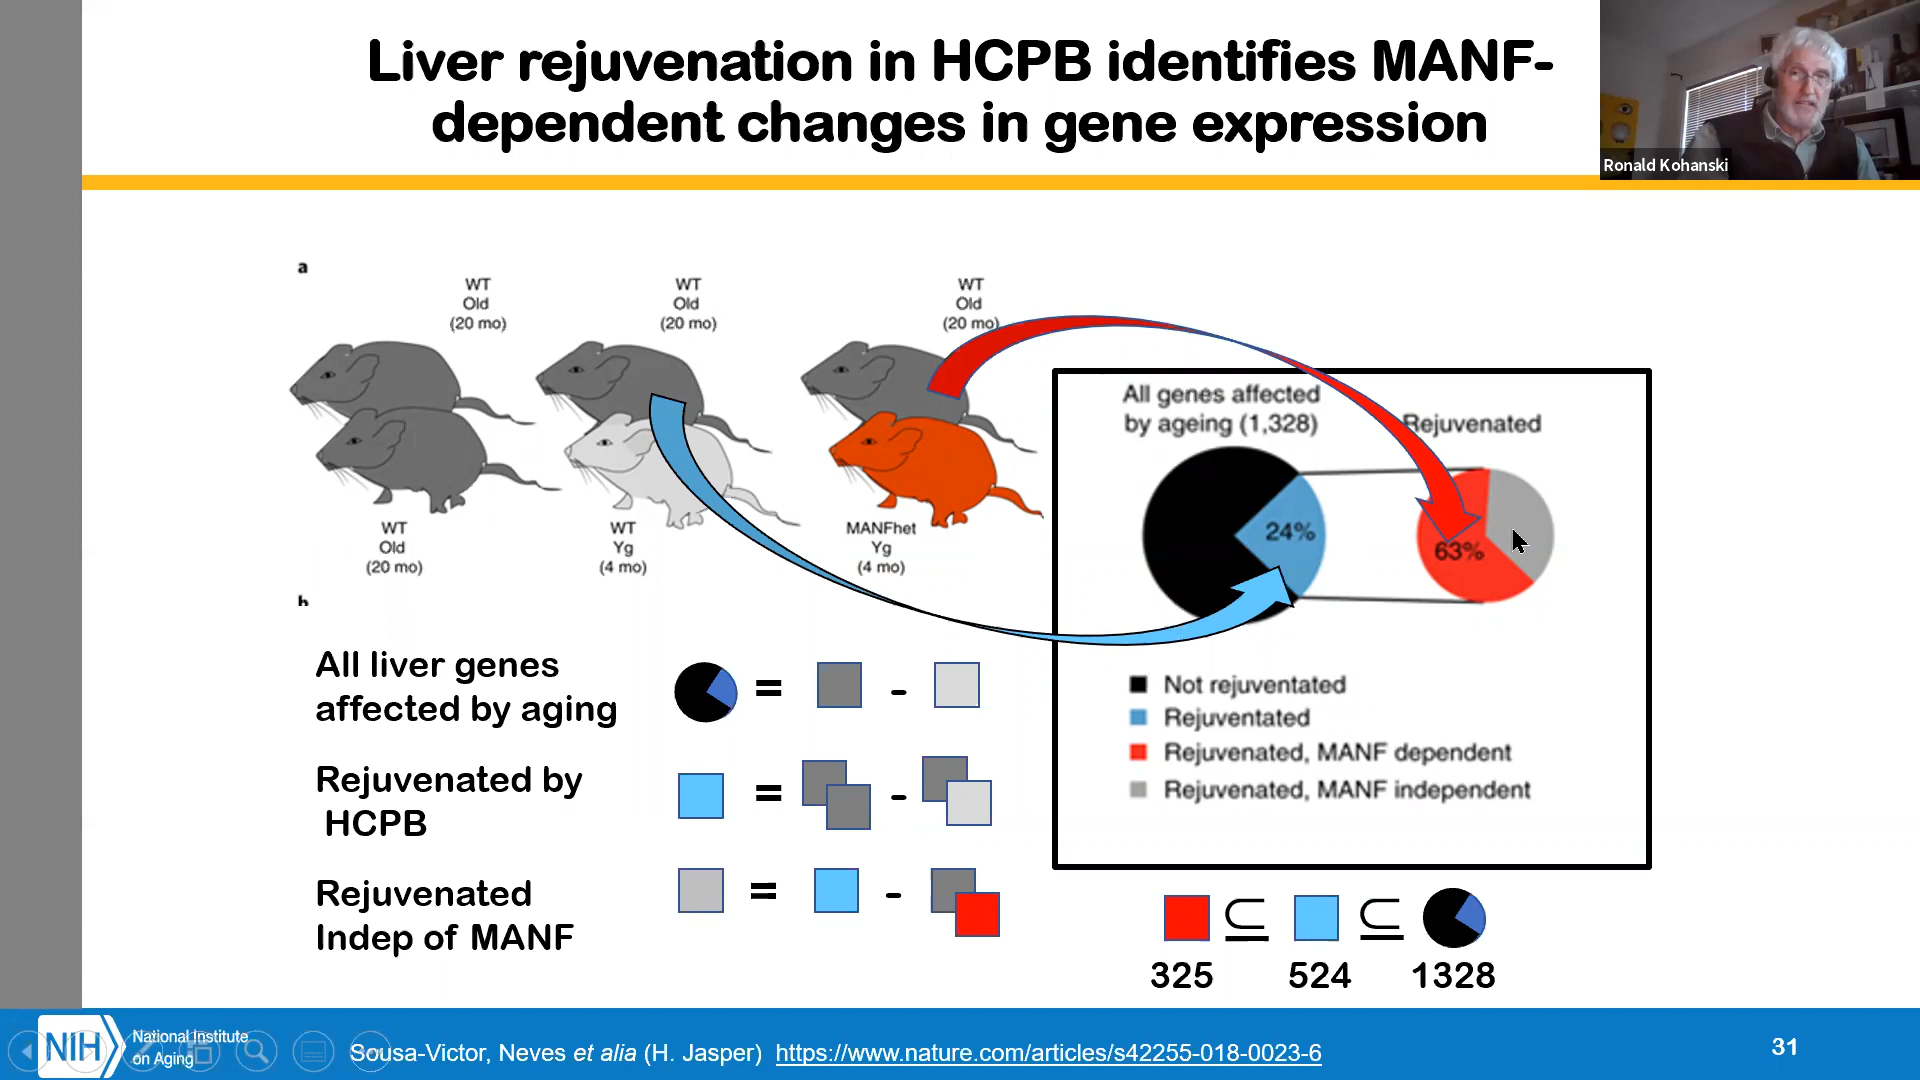 Liver rejuvenation in HCPB identifies MANF-
dependent changes in gene expression
Ronald Kohanski
a
WT
Old
(20 mo)
WT
Old
(20 mo)
WT
Old
(20 mo)
WT
Old
(20 mo)
WT
Yg
(4 mo)
MANFhet
Yg
(4 mo)
All genes affected
by ageing (1,328)
Rejuvenated
24%
63%
Not rejuventated
Rejuventated
Rejuvenated, MANF dependent
Rejuvenated, MANF independent
b
All liver genes
affected by aging
= -
Rejuvenated by
HCPB
= -
Rejuvenated
Indep of MANF
= -
⊆ ⊆
325 524 1328
NIH National Institute
on Aging
Sousa-Victor, Neves et alia (H. Jasper) https://www.nature.com/articles/s42255-018-0023-6
31